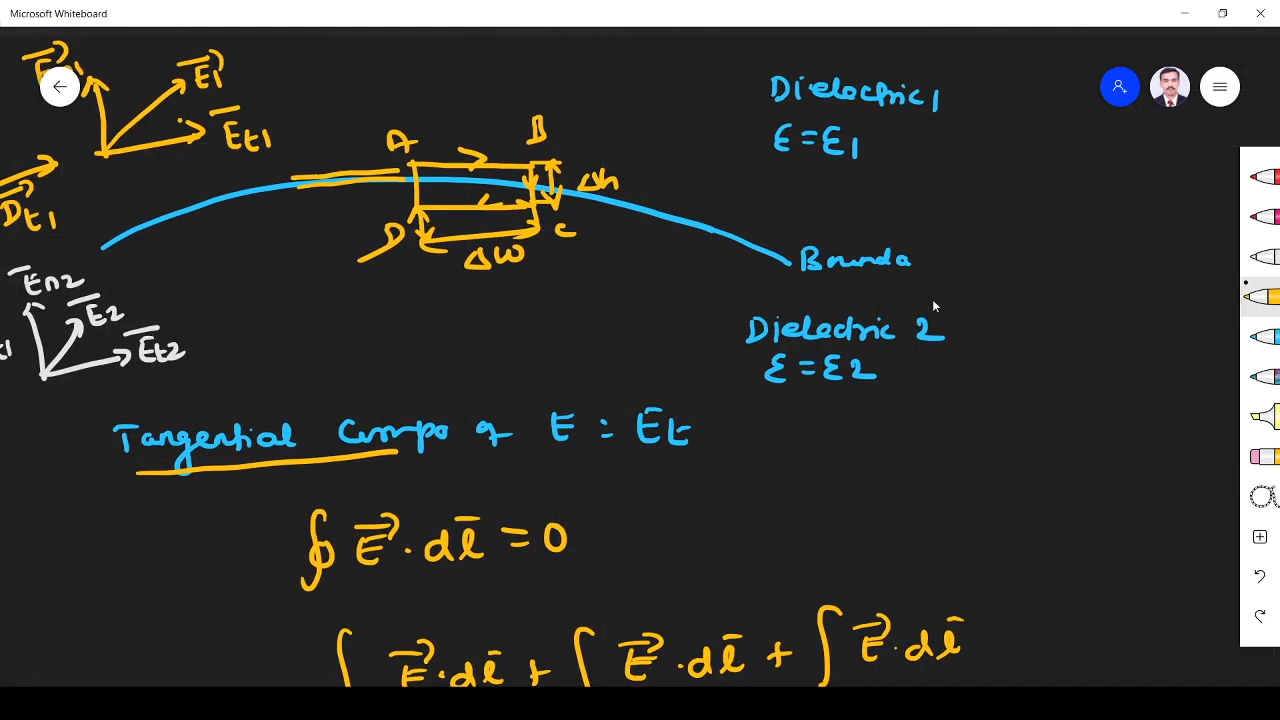 Microsoft Whiteboard
E1
Et1
Dt1
A
B
Δh
D
C
Δw
Dielectric 1
ε = ε1
Bounda
En2
E2
Et2
t1
Dielectric 2
ε = ε2
Tangential Compo of E = Et
∮ E . dl = 0
∫ E . dl + ∫ E . dl + ∫ E . dl